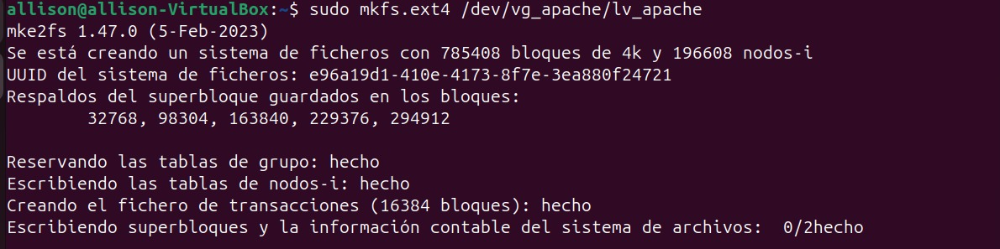 allison@allison-VirtualBox:~$ sudo mkfs.ext4 /dev/vg_apache/lv_apache
mke2fs 1.47.0 (5-Feb-2023)
Se está creando un sistema de ficheros con 785408 bloques de 4k y 196608 nodos-i
UUID del sistema de ficheros: e96a19d1-410e-4173-8f7e-3ea880f24721
Respaldos del superbloque guardados en los bloques:
        32768, 98304, 163840, 229376, 294912

Reservando las tablas de grupo: hecho
Escribiendo las tablas de nodos-i: hecho
Creando el fichero de transacciones (16384 bloques): hecho
Escribiendo superbloques y la información contable del sistema de archivos:  0/2hecho